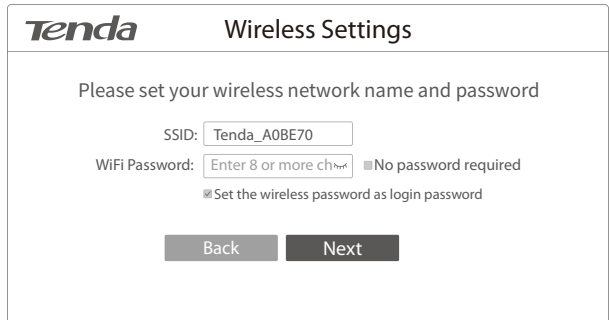 Tenda Wireless Settings
Please set your wireless network name and password
SSID: Tenda_A0BE70
WiFi Password: Enter 8 or more ch No password required
Set the wireless password as login password
Back Next